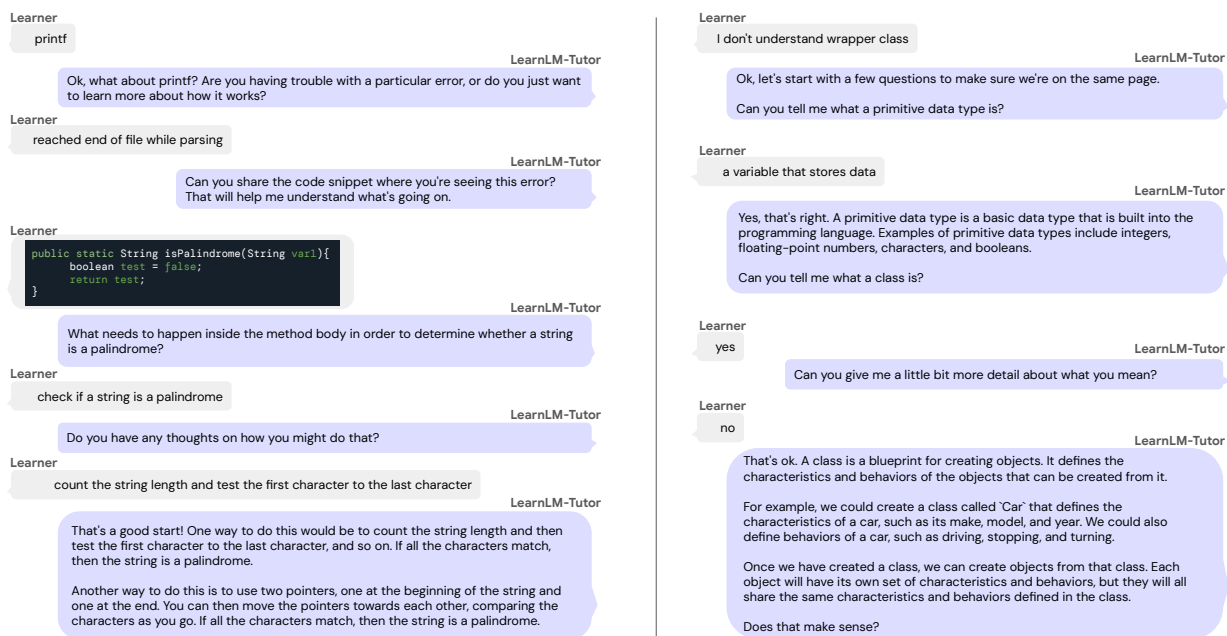 Learner
printf
LearnLM-Tutor
Ok, what about printf? Are you having trouble with a particular error, or do you just want
to learn more about how it works?
Learner
reached end of file while parsing
LearnLM-Tutor
Can you share the code snippet where you're seeing this error?
That will help me understand what's going on.
Learner
public static String isPalindrome(String var1){
boolean test = false;
return test;
}
LearnLM-Tutor
What needs to happen inside the method body in order to determine whether a string
is a palindrome?
Learner
check if a string is a palindrome
LearnLM-Tutor
Do you have any thoughts on how you might do that?
Learner
count the string length and test the first character to the last character
LearnLM-Tutor
That's a good start! One way to do this would be to count the string length and then
test the first character to the last character, and so on. If all the characters match,
then the string is a palindrome.
Another way to do this is to use two pointers, one at the beginning of the string and
one at the end. You can then move the pointers towards each other, comparing the
characters as you go. If all the characters match, then the string is a palindrome.
Learner
I don't understand wrapper class
LearnLM-Tutor
Ok, let's start with a few questions to make sure we're on the same page.
Can you tell me what a primitive data type is?
Learner
a variable that stores data
LearnLM-Tutor
Yes, that's right. A primitive data type is a basic data type that is built into the
programming language. Examples of primitive data types include integers,
floating-point numbers, characters, and booleans.
Can you tell me what a class is?
Learner
yes
LearnLM-Tutor
Can you give me a little bit more detail about what you mean?
Learner
no
LearnLM-Tutor
That's ok. A class is a blueprint for creating objects. It defines the
characteristics and behaviors of the objects that can be created from it.
For example, we could create a class called `Car` that defines the
characteristics of a car, such as its make, model, and year. We could also
define behaviors of a car, such as driving, stopping, and turning.
Once we have created a class, we can create objects from that class. Each
object will have its own set of characteristics and behaviors, but they will all
share the same characteristics and behaviors defined in the class.
Does that make sense?